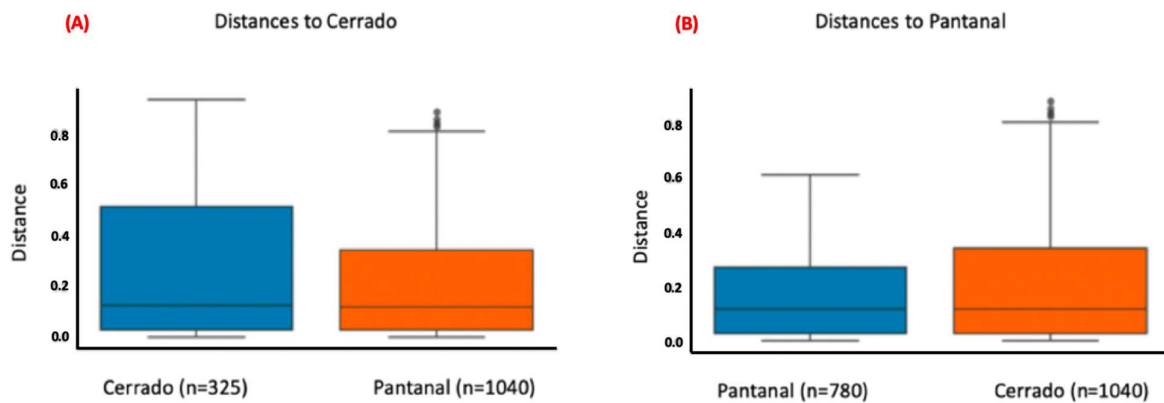 (A) Distances to Cerrado
Distance
0.8
0.6
0.4
0.2
0.0
Cerrado (n=325) Pantanal (n=1040)
(B) Distances to Pantanal
Distance
0.8
0.6
0.4
0.2
0.0
Pantanal (n=780) Cerrado (n=1040)